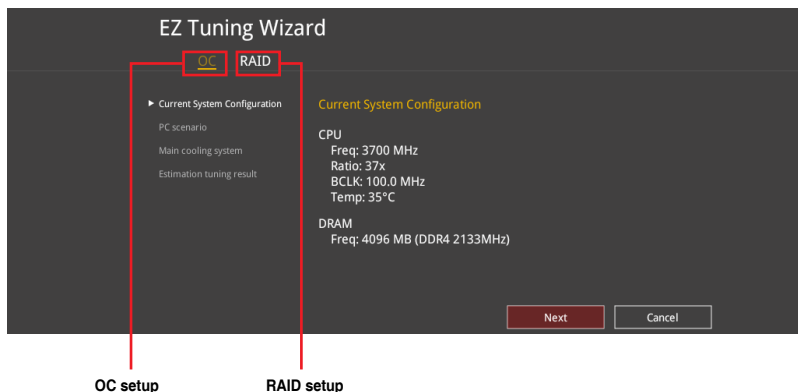 EZ Tuning Wizard
OC RAID
Current System Configuration
PC scenario
Main cooling system
Estimation tuning result
Current System Configuration
CPU
Freq: 3700 MHz
Ratio: 37x
BCLK: 100.0 MHz
Temp: 35°C
DRAM
Freq: 4096 MB (DDR4 2133MHz)
Next Cancel
OC setup RAID setup